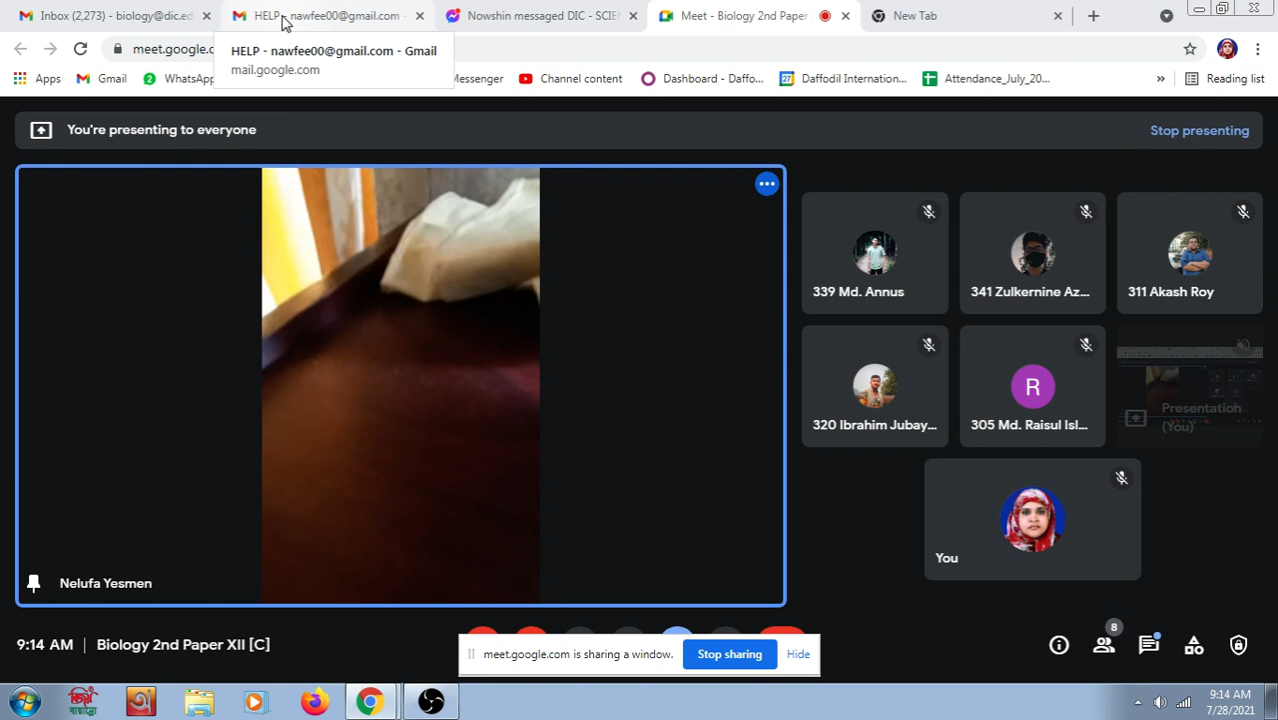 Inbox (2,273) - biology@dic.ed
HELP - nawfee00@gmail.com -
Nowshin messaged DIC - SCIE
Meet - Biology 2nd Paper
New Tab
meet.google.c
HELP - nawfee00@gmail.com - Gmail
mail.google.com
Apps
Gmail
WhatsApp
Messenger
Channel content
Dashboard - Daffo...
Daffodil Internation...
Attendance_July_20...
»
Reading list
You're presenting to everyone
Stop presenting
339 Md. Annus
341 Zulkernine Az...
311 Akash Roy
320 Ibrahim Jubay...
R
305 Md. Raisul Isl...
Presentation
(You)
You
Nelufa Yesmen
9:14 AM | Biology 2nd Paper XII [C]
meet.google.com is sharing a window.
Stop sharing
Hide
8
9:14 AM
7/28/2021